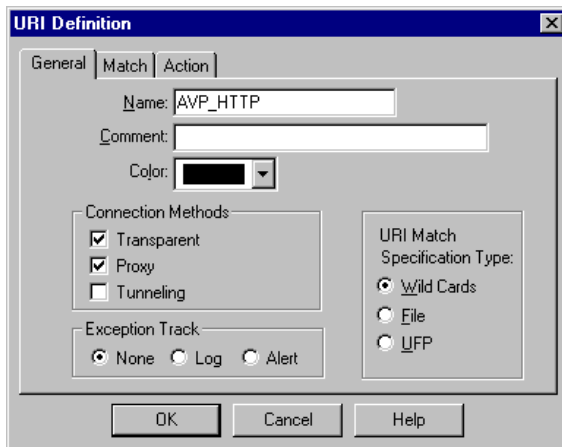 URI Definition
General Match Action
Name: AVP_HTTP
Comment:
Color:
Connection Methods
Transparent
Proxy
Tunneling
URI Match
Specification Type:
Wild Cards
File
UFP
Exception Track
None Log Alert
OK Cancel Help